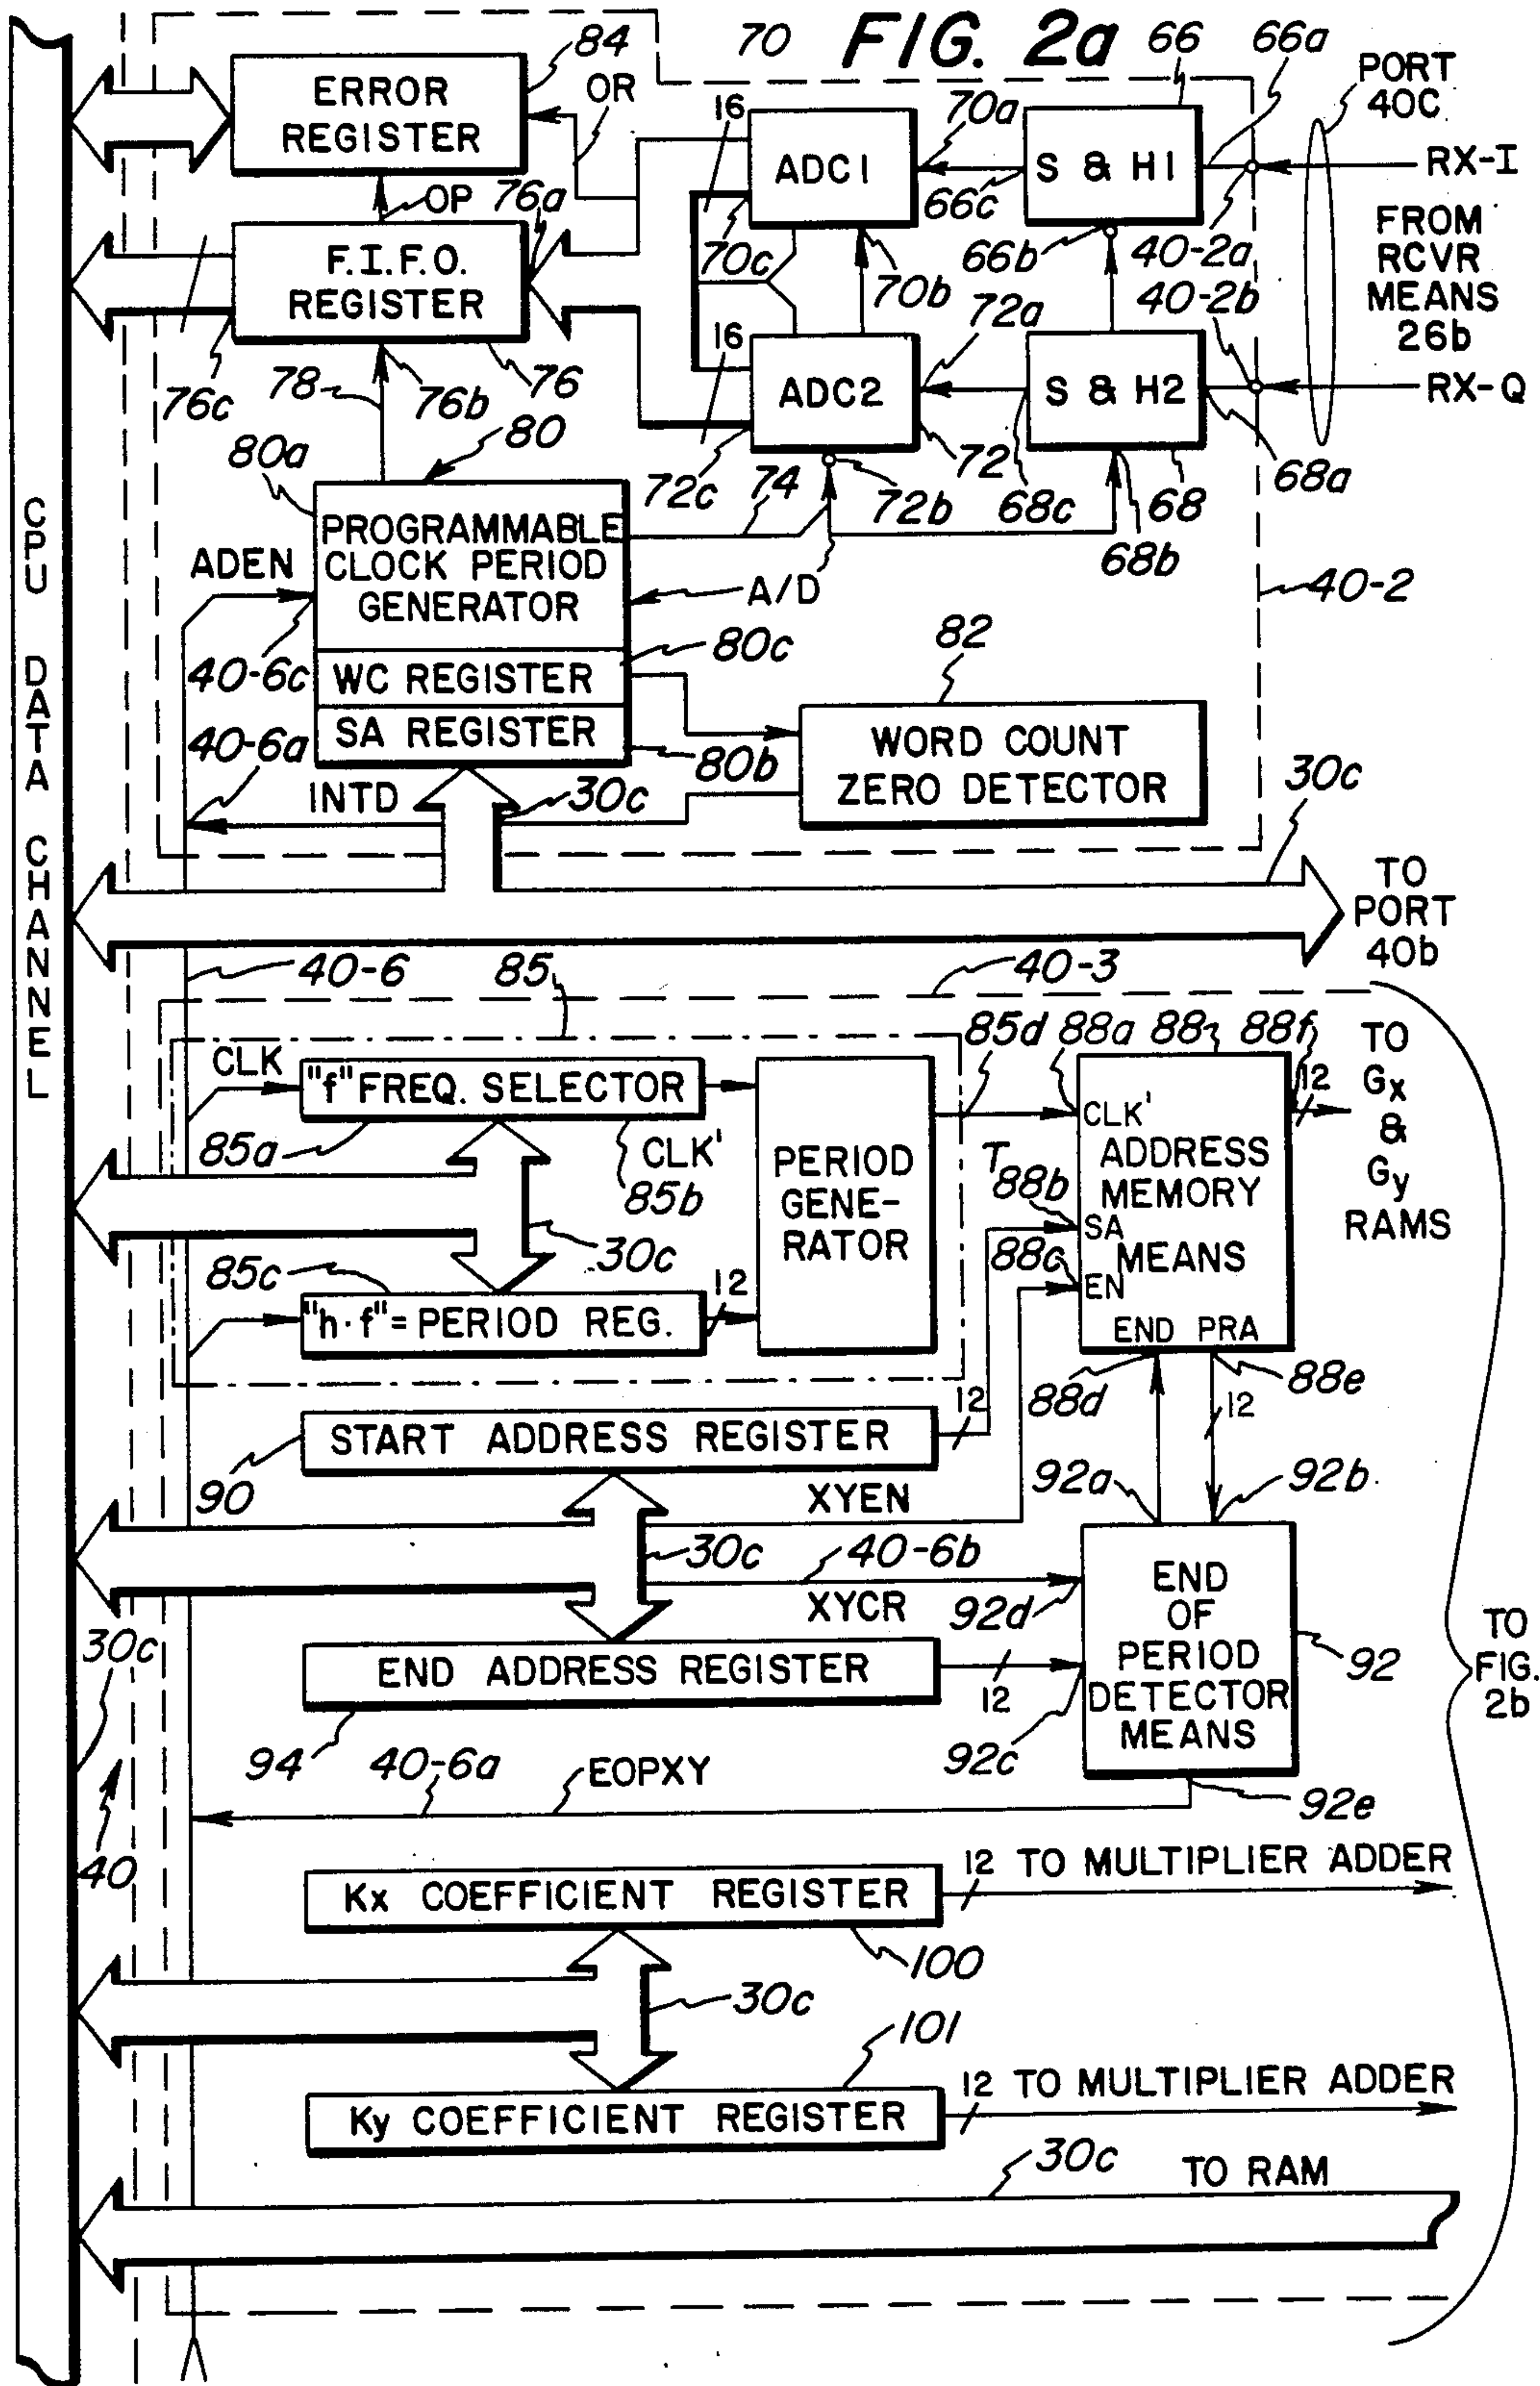 FIG. 2a
70
66
66a
84
OR
16
70a
PORT
40C
ERROR
REGISTER
ADC1
S & H1
RX-I
OP
76a
66c
70c
66b
40-2a
FROM
RCVR
MEANS
26b
F.I.F.O.
REGISTER
70b
40-2b
72a
16
ADC2
S & H2
RX-Q
76c
78
76b
76
80
80a
72c
74
72b
72
68c
68
68a
68b
PROGRAMMABLE
CLOCK PERIOD
GENERATOR
ADEN
A/D
40-2
40-6c
80c
WC REGISTER
82
SA REGISTER
80b
40-6a
WORD COUNT
ZERO DETECTOR
INTD
30c
30c
CPU DATA CHANNEL
TO
PORT
40b
40-6
85
40-3
85d
88a
88
88f
TO
Gx
&
Gy
RAMS
12
CLK
"f" FREQ. SELECTOR
85a
CLK'
85b
PERIOD
GENE-
RATOR
CLK'
ADDRESS
MEMORY
MEANS
T
88b
SA
88c
EN
END PRA
30c
85c
12
"h·f" = PERIOD REG.
88d
88e
12
12
START ADDRESS REGISTER
90
XYEN
92a
92b
30c
40-6b
XYCR
92d
END
OF
PERIOD
DETECTOR
MEANS
92
TO
FIG.
2b
30c
END ADDRESS REGISTER
12
92c
94
40-6a
EOPXY
92e
40
12 TO MULTIPLIER ADDER
Kx COEFFICIENT REGISTER
100
30c
101
12 TO MULTIPLIER ADDER
Ky COEFFICIENT REGISTER
30c
TO RAM